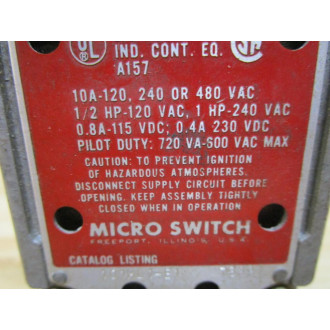 UL
®
IND. CONT. EQ.
A157
10A-120, 240 OR 480 VAC
1/2 HP-120 VAC, 1 HP-240 VAC
0.8A-115 VDC; 0.4A 230 VDC
PILOT DUTY: 720 VA-600 VAC MAX
CAUTION: TO PREVENT IGNITION
OF HAZARDOUS ATMOSPHERES.
DISCONNECT SUPPLY CIRCUIT BEFORE
OPENING. KEEP ASSEMBLY TIGHTLY
CLOSED WHEN IN OPERATION
MICRO SWITCH
FREEPORT, ILLINOIS, U.S.A.
CATALOG LISTING